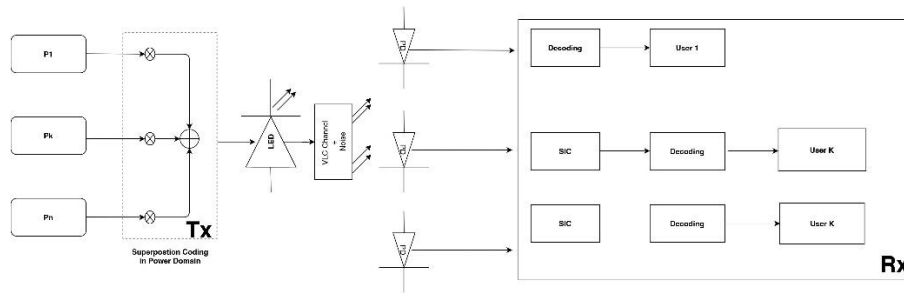 P1
Pk
Pn
Tx
Superpostion Coding
in Power Domain
LED
VLC Channel
+
Noise
PD
PD
PD
Decoding
User 1
SIC
Decoding
User K
SIC
Decoding
User K
Rx